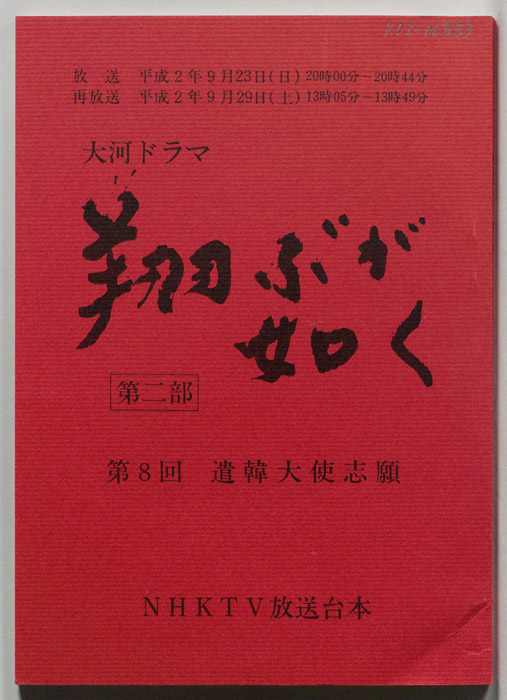 放 送 平成2年9月23日(日) 20時00分～20時44分
再放送 平成2年9月29日(土) 13時05分～13時49分
大河ドラマ
翔ぶが
如く
第二部
第8回 遣韓大使志願
NHKTV放送台本